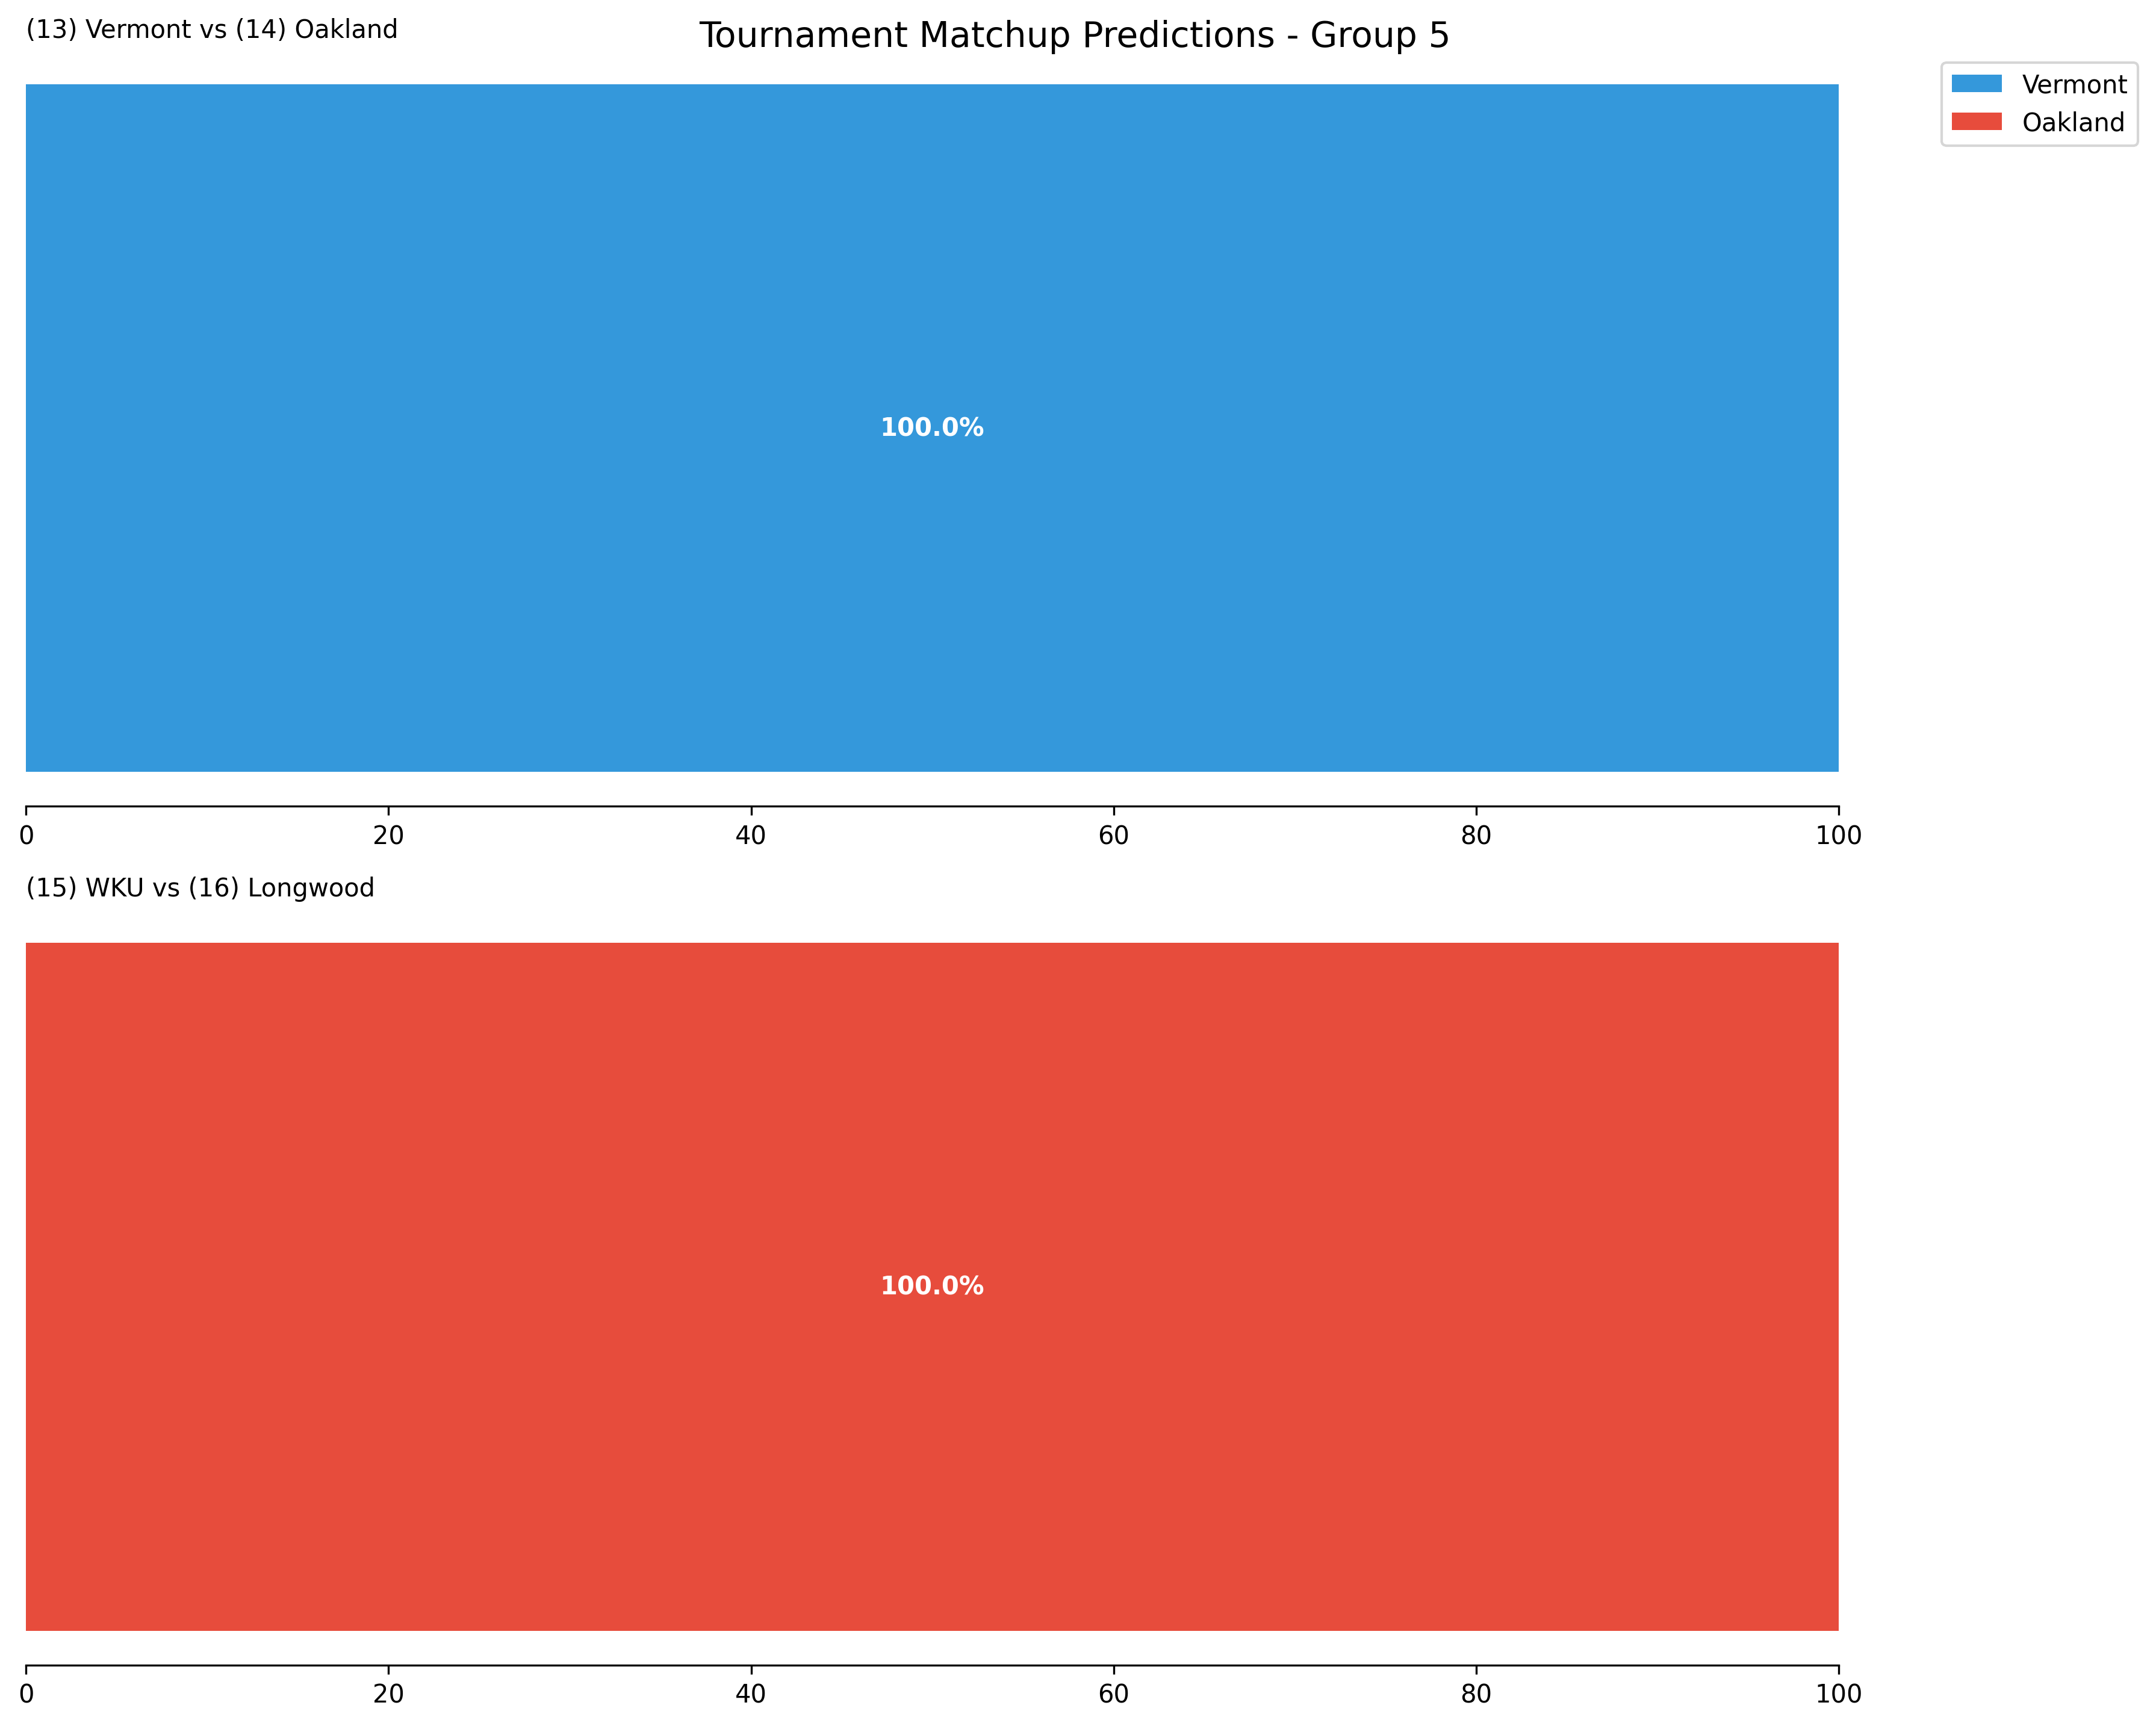 Tournament Matchup Predictions - Group 5
(13) Vermont vs (14) Oakland
Vermont
Oakland
100.0%
0 20 40 60 80 100
(15) WKU vs (16) Longwood
100.0%
0 20 40 60 80 100